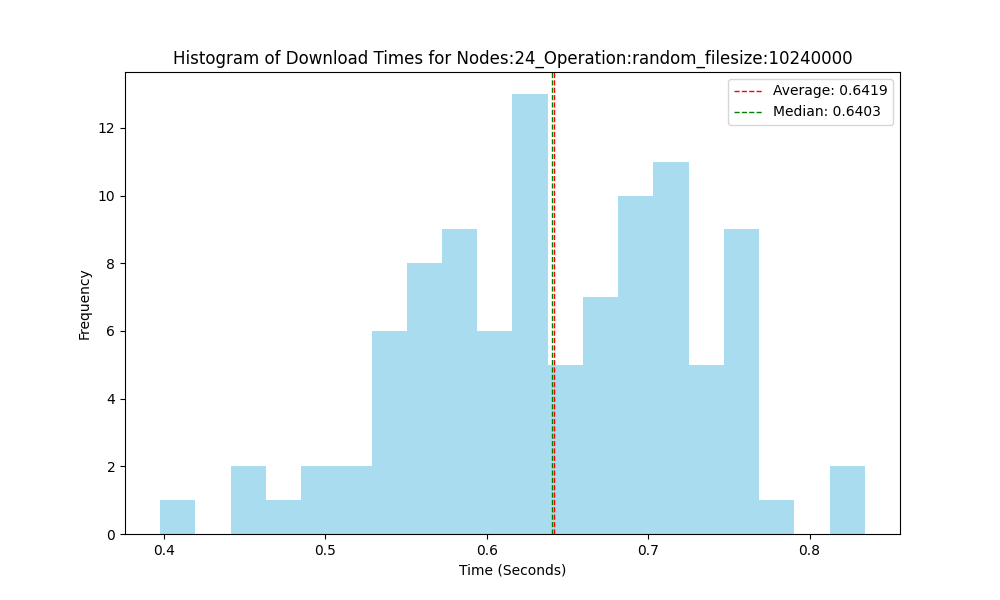 Histogram of Download Times for Nodes:24_Operation:random_filesize:10240000
Average: 0.6419
Median: 0.6403
12
10
8
6
4
2
0
Frequency
0.4 0.5 0.6 0.7 0.8
Time (Seconds)